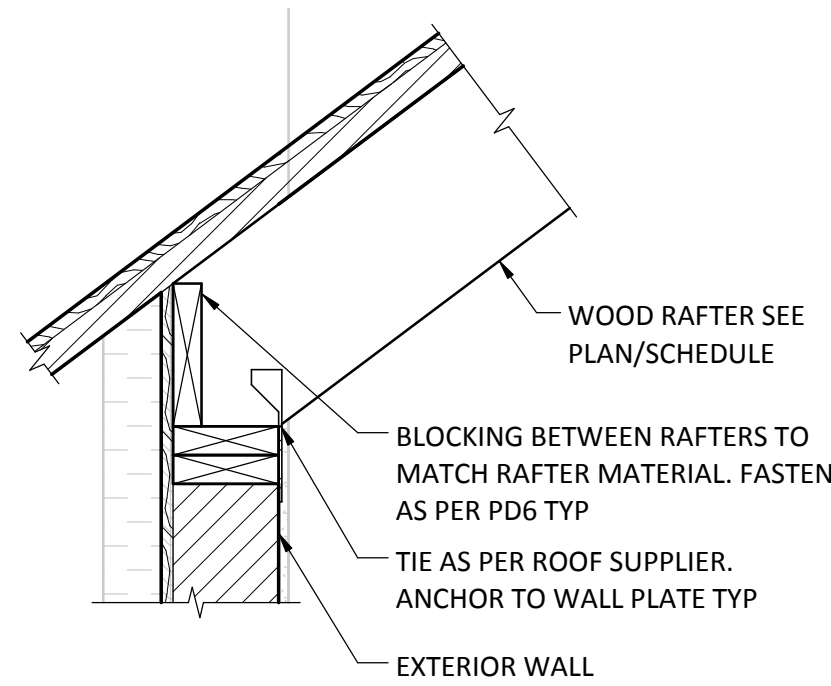 WOOD RAFTER SEE
PLAN/SCHEDULE
BLOCKING BETWEEN RAFTERS TO
MATCH RAFTER MATERIAL. FASTEN
AS PER PD6 TYP
TIE AS PER ROOF SUPPLIER.
ANCHOR TO WALL PLATE TYP
EXTERIOR WALL